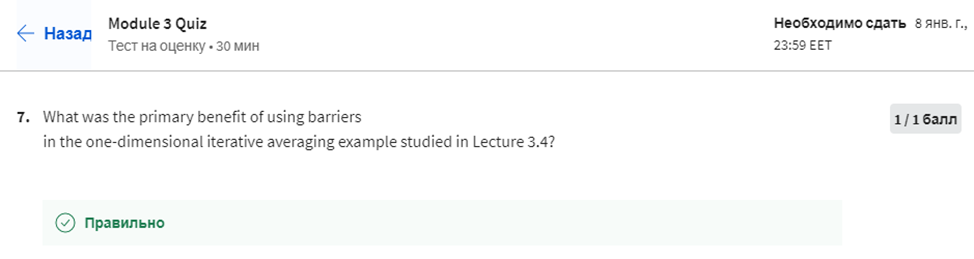 Назад
Module 3 Quiz
Тест на оценку • 30 мин
Необходимо сдать 8 янв. г.,
23:59 EET
7. What was the primary benefit of using barriers
in the one-dimensional iterative averaging example studied in Lecture 3.4?
1 / 1 балл
Правильно